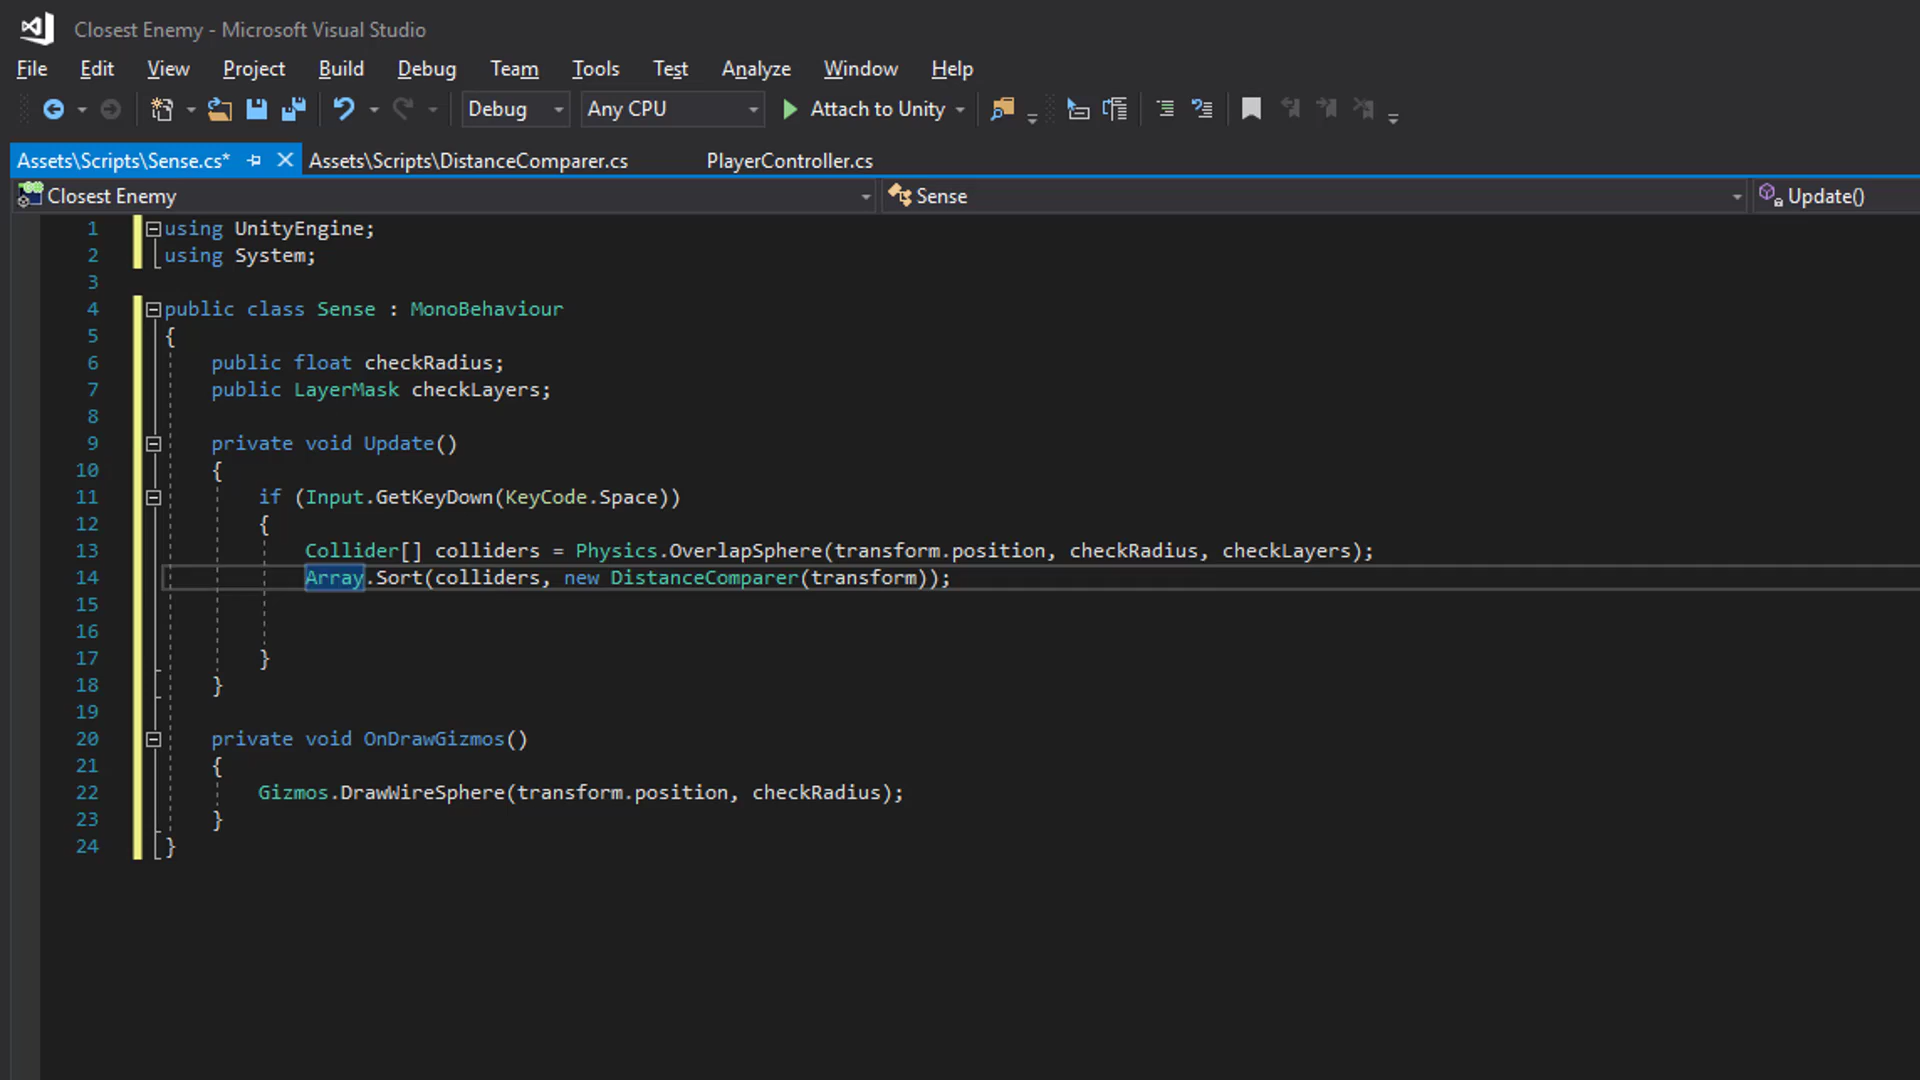 Closest Enemy - Microsoft Visual Studio
File Edit View Project Build Debug Team Tools Test Analyze Window Help
Debug Any CPU Attach to Unity
Assets\Scripts\Sense.cs* Assets\Scripts\DistanceComparer.cs PlayerController.cs
Closest Enemy Sense Update()
1 using UnityEngine;
2 using System;
3
4 public class Sense : MonoBehaviour
5 {
6 public float checkRadius;
7 public LayerMask checkLayers;
8
9 private void Update()
10 {
11 if (Input.GetKeyDown(KeyCode.Space))
12 {
13 Collider[] colliders = Physics.OverlapSphere(transform.position, checkRadius, checkLayers);
14 Array.Sort(colliders, new DistanceComparer(transform));
15
16
17 }
18 }
19
20 private void OnDrawGizmos()
21 {
22 Gizmos.DrawWireSphere(transform.position, checkRadius);
23 }
24 }